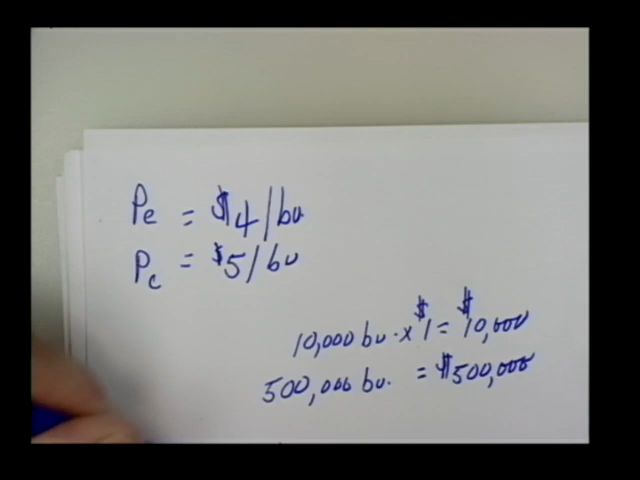 Pe = $4/bu
Pc = $5/bu
10,000 bu. x $1 = $10,000
500,000 bu. = $500,000